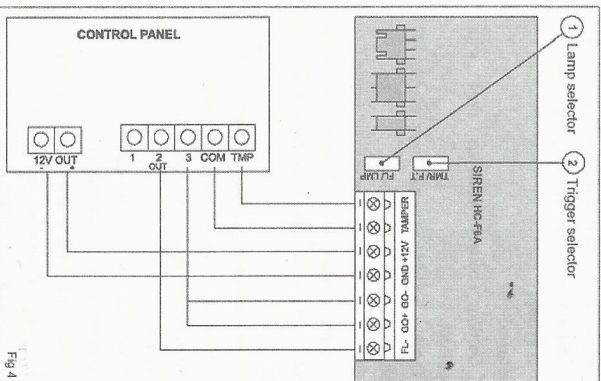 CONTROL PANEL
12V OUT
- +
1 2 3 COM TMP
OUT
1 Lamp selector
2 Trigger selector
FL/LMP
TMR/F.T
SIREN HC-F6A
TAMPER
+12V
GND
GO-
GO+
FL-
Fig 4